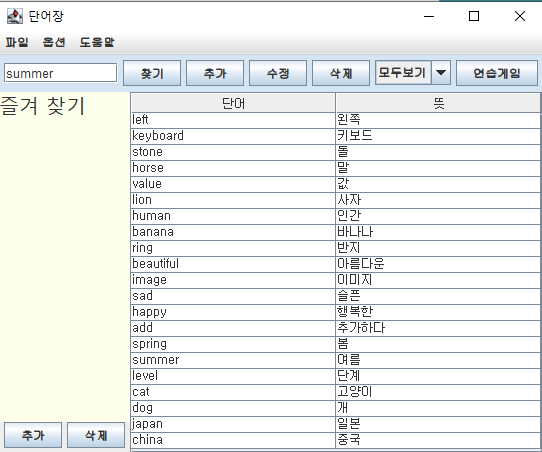 단어장
파일 옵션 도움말
summer 찾기 추가 수정 삭제 모두보기 연습게임
즐겨 찾기
단어 뜻
left 왼쪽
keyboard 키보드
stone 돌
horse 말
value 값
lion 사자
human 인간
banana 바나나
ring 반지
beautiful 아름다운
image 이미지
sad 슬픈
happy 행복한
add 추가하다
spring 봄
summer 여름
level 단계
cat 고양이
dog 개
japan 일본
china 중국
추가 삭제